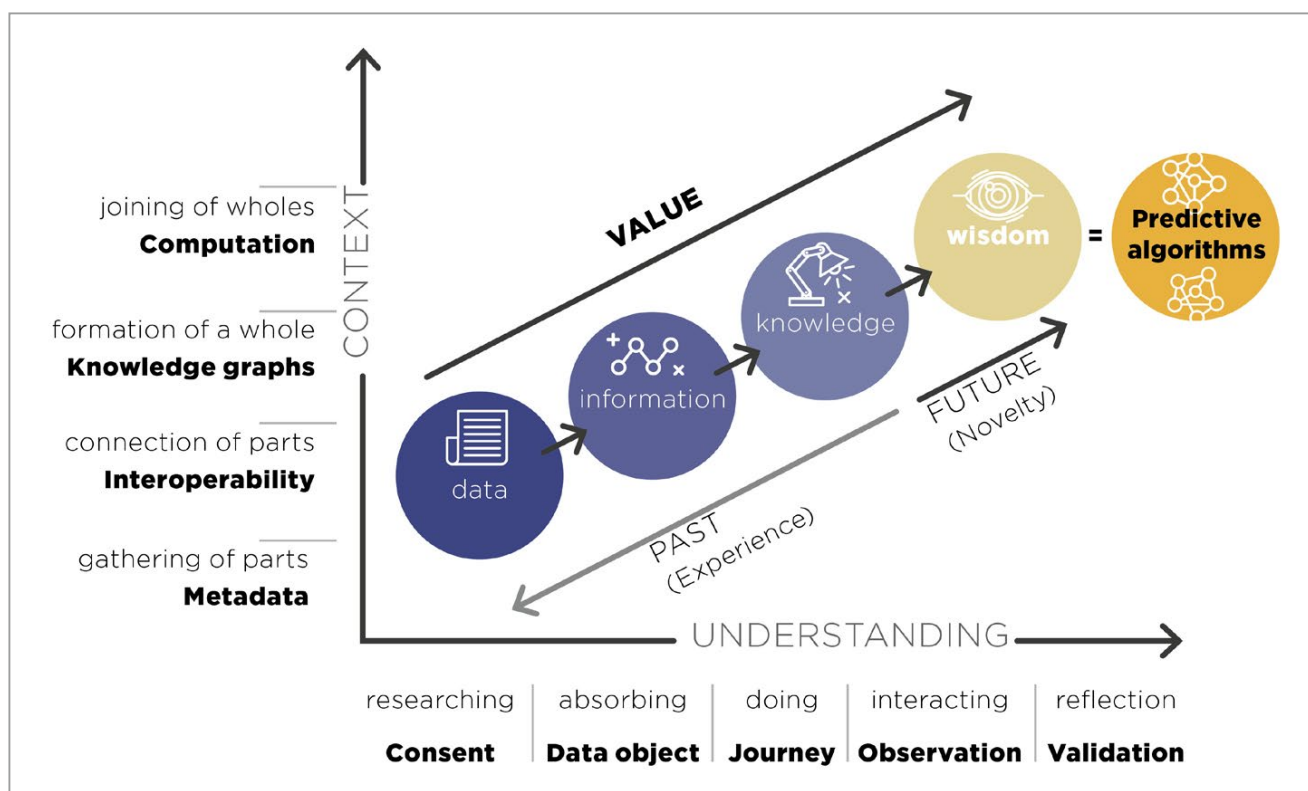 joining of wholes
Computation
formation of a whole
Knowledge graphs
connection of parts
Interoperability
gathering of parts
Metadata
CONTEXT
VALUE
data
information
knowledge
wisdom
=
Predictive
algorithms
PAST
(Experience)
FUTURE
(Novelty)
UNDERSTANDING
researching
Consent
absorbing
Data object
doing
Journey
interacting
Observation
reflection
Validation